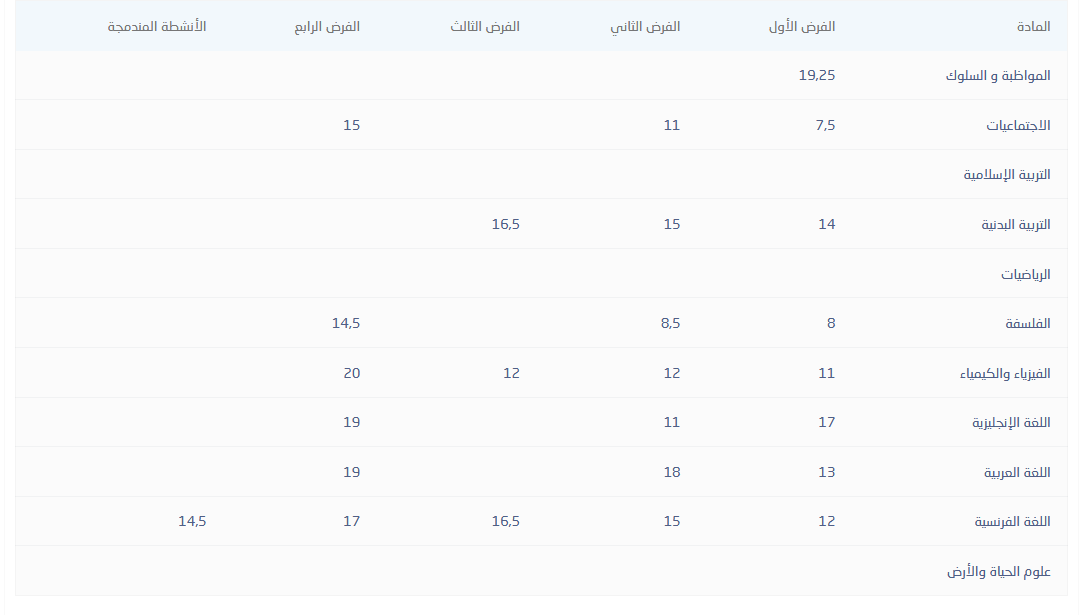 المادة الفرض الأول الفرض الثاني الفرض الثالث الفرض الرابع الأنشطة المندمجة
المواظبة و السلوك 19,25
الاجتماعيات 7,5 11 15
التربية الإسلامية
التربية البدنية 14 15 16,5
الرياضيات
الفلسفة 8 8,5 14,5
الفيزياء والكيمياء 11 12 12 20
اللغة الإنجليزية 17 11 19
اللغة العربية 13 18 19
اللغة الفرنسية 12 15 16,5 17 14,5
علوم الحياة والأرض